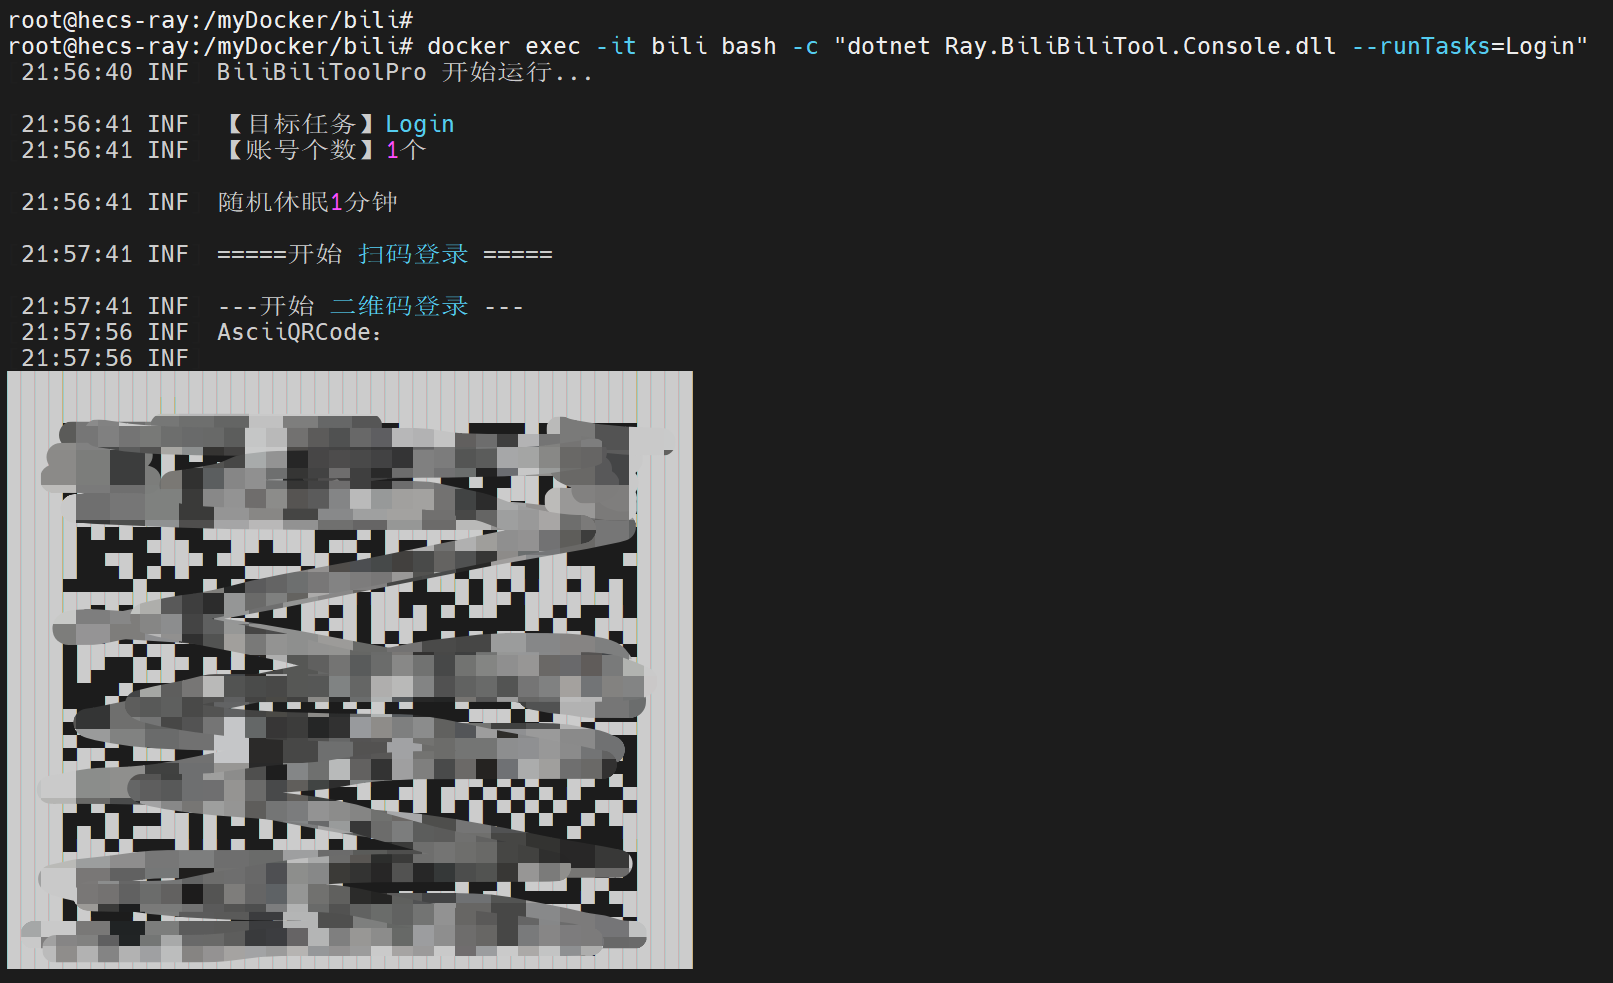 root@hecs-ray:/myDocker/bili#
root@hecs-ray:/myDocker/bili# docker exec -it bili bash -c "dotnet Ray.BiliBiliTool.Console.dll --runTasks=Login"
21:56:40 INF BiliBiliToolPro 开始运行...
21:56:41 INF 【目标任务】Login
21:56:41 INF 【账号个数】1个
21:56:41 INF 随机休眠1分钟
21:57:41 INF =====开始 扫码登录 =====
21:57:41 INF ---开始 二维码登录 ---
21:57:56 INF AsciiQRCode：
21:57:56 INF